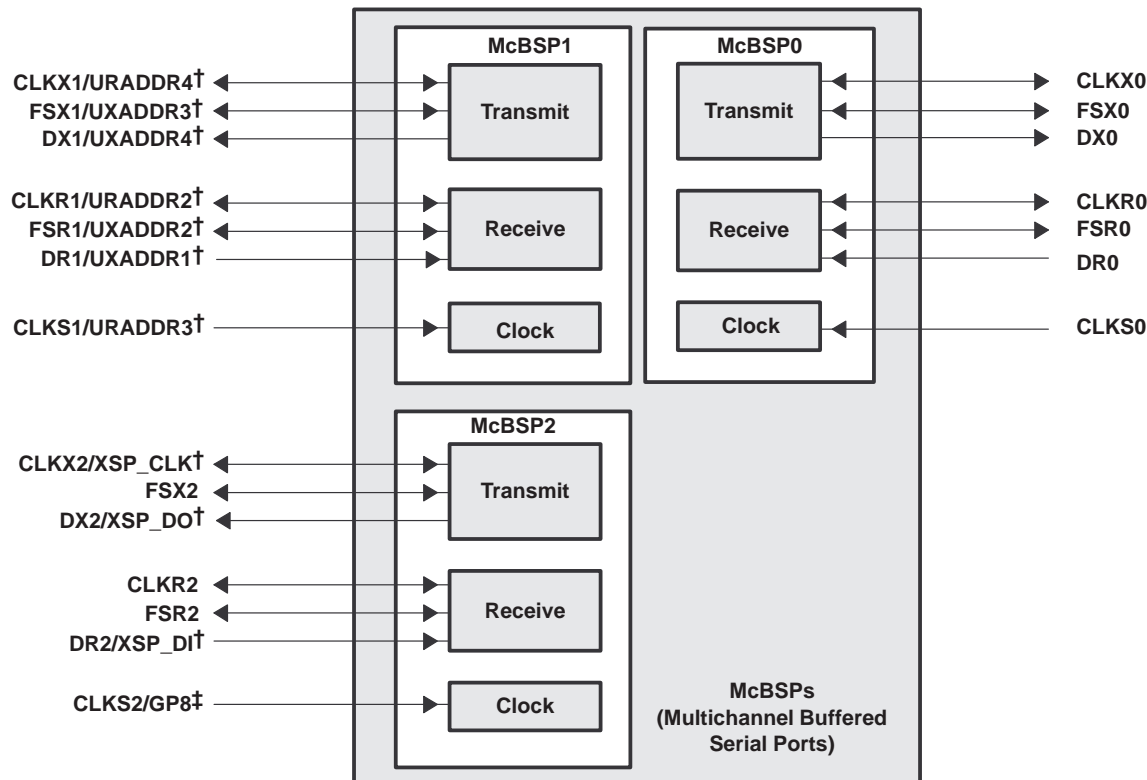 McBSP1
McBSP0
CLKX1/URADDR4†
FSX1/UXADDR3†
DX1/UXADDR4†
Transmit
Transmit
CLKX0
FSX0
DX0
CLKR1/URADDR2†
FSR1/UXADDR2†
DR1/UXADDR1†
Receive
Receive
CLKR0
FSR0
DR0
CLKS1/URADDR3†
Clock
Clock
CLKS0
McBSP2
CLKX2/XSP_CLK†
FSX2
DX2/XSP_DO†
Transmit
CLKR2
FSR2
DR2/XSP_DI†
Receive
CLKS2/GP8‡
Clock
McBSPs
(Multichannel Buffered
Serial Ports)